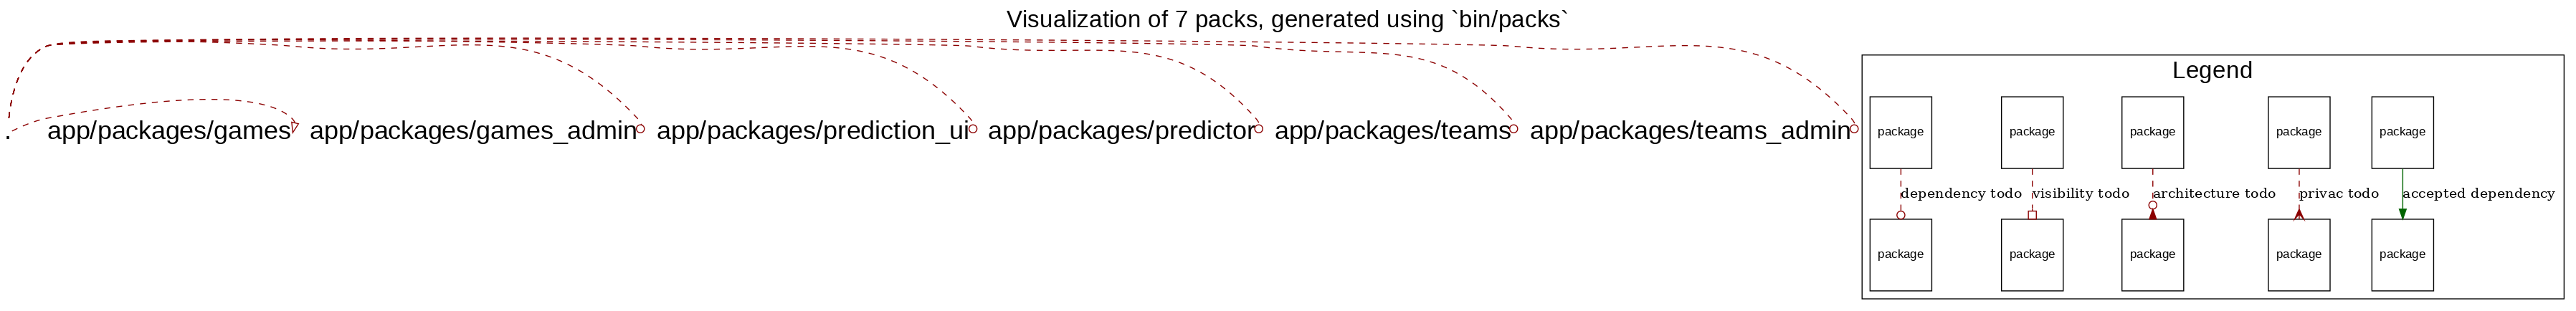 Visualization of 7 packs, generated using `bin/packs`
. app/packages/games app/packages/games_admin app/packages/prediction_ui app/packages/predictor app/packages/teams app/packages/teams_admin
Legend
package package package package package
dependency todo visibility todo architecture todo privac todo accepted dependency
package package package package package